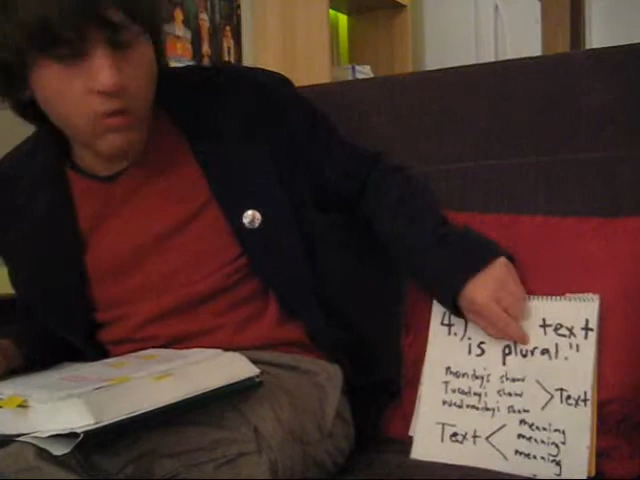 4.) text
is plural."
Monday's show
Tuesday's show
Wednesday's show
> Text
Text < meaning
meaning
meaning